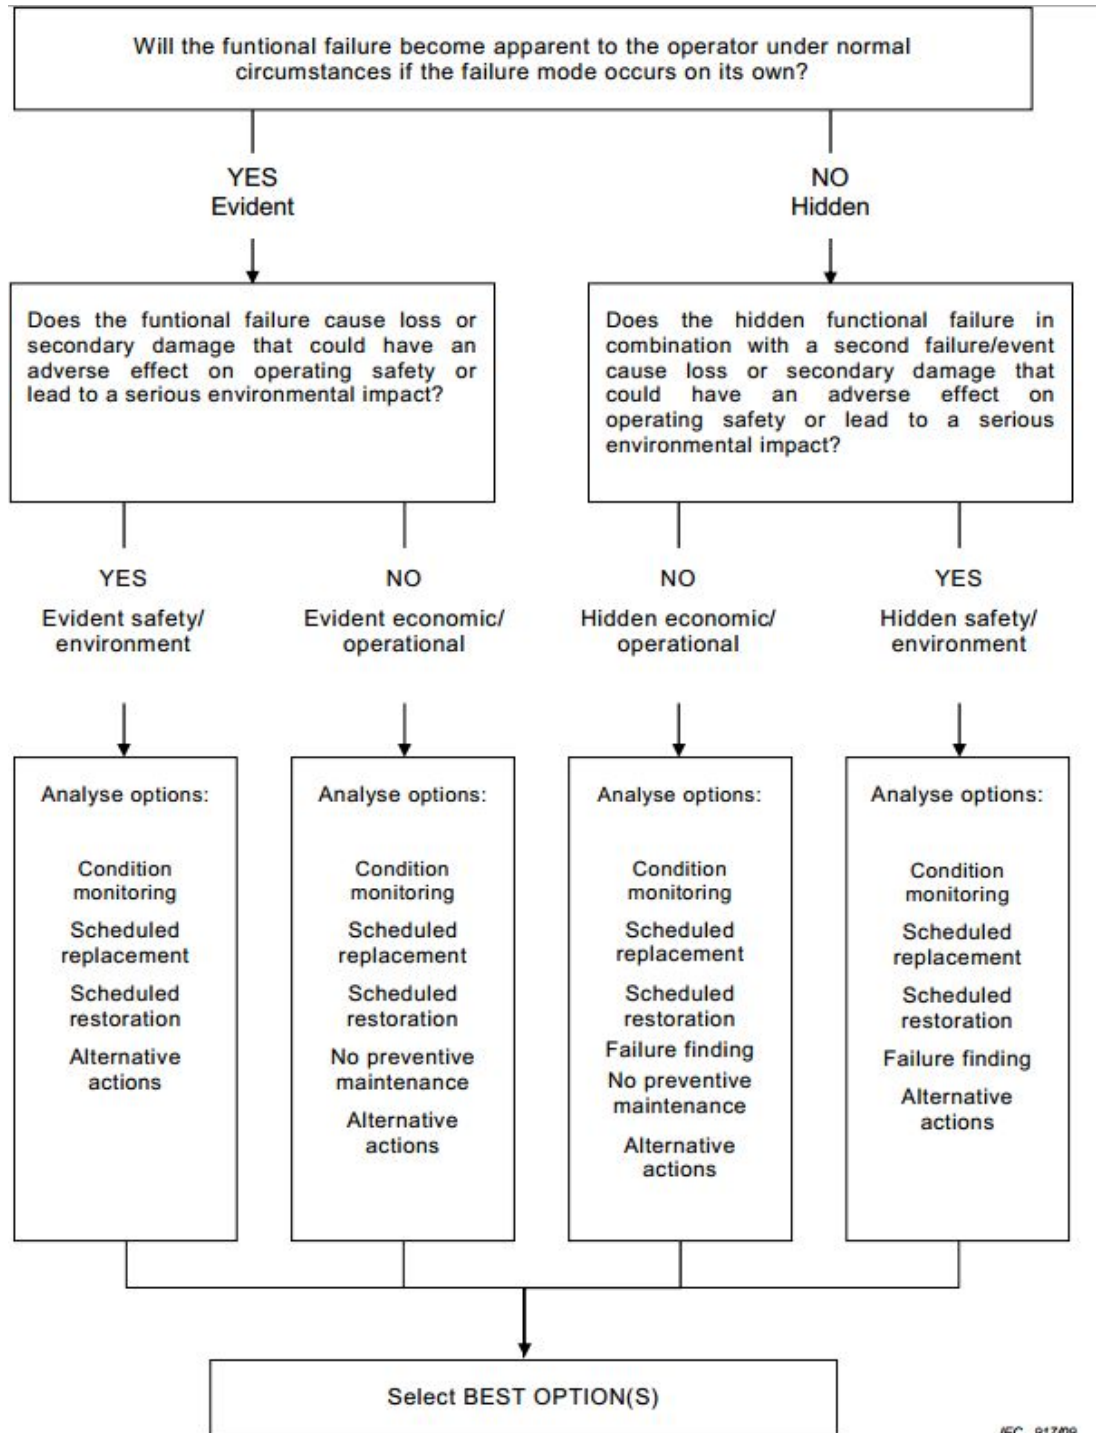 Will the funtional failure become apparent to the operator under normal
circumstances if the failure mode occurs on its own?
YES
Evident
NO
Hidden
Does the funtional failure cause loss or
secondary damage that could have an
adverse effect on operating safety or
lead to a serious environmental impact?
Does the hidden functional failure in
combination with a second failure/event
cause loss or secondary damage that
could have an adverse effect on
operating safety or lead to a serious
environmental impact?
YES
Evident safety/
environment
NO
Evident economic/
operational
NO
Hidden economic/
operational
YES
Hidden safety/
environment
Analyse options:
Condition
monitoring
Scheduled
replacement
Scheduled
restoration
Alternative
actions
Analyse options:
Condition
monitoring
Scheduled
replacement
Scheduled
restoration
No preventive
maintenance
Alternative
actions
Analyse options:
Condition
monitoring
Scheduled
replacement
Scheduled
restoration
Failure finding
No preventive
maintenance
Alternative
actions
Analyse options:
Condition
monitoring
Scheduled
replacement
Scheduled
restoration
Failure finding
Alternative
actions
Select BEST OPTION(S)
IEC 917/09